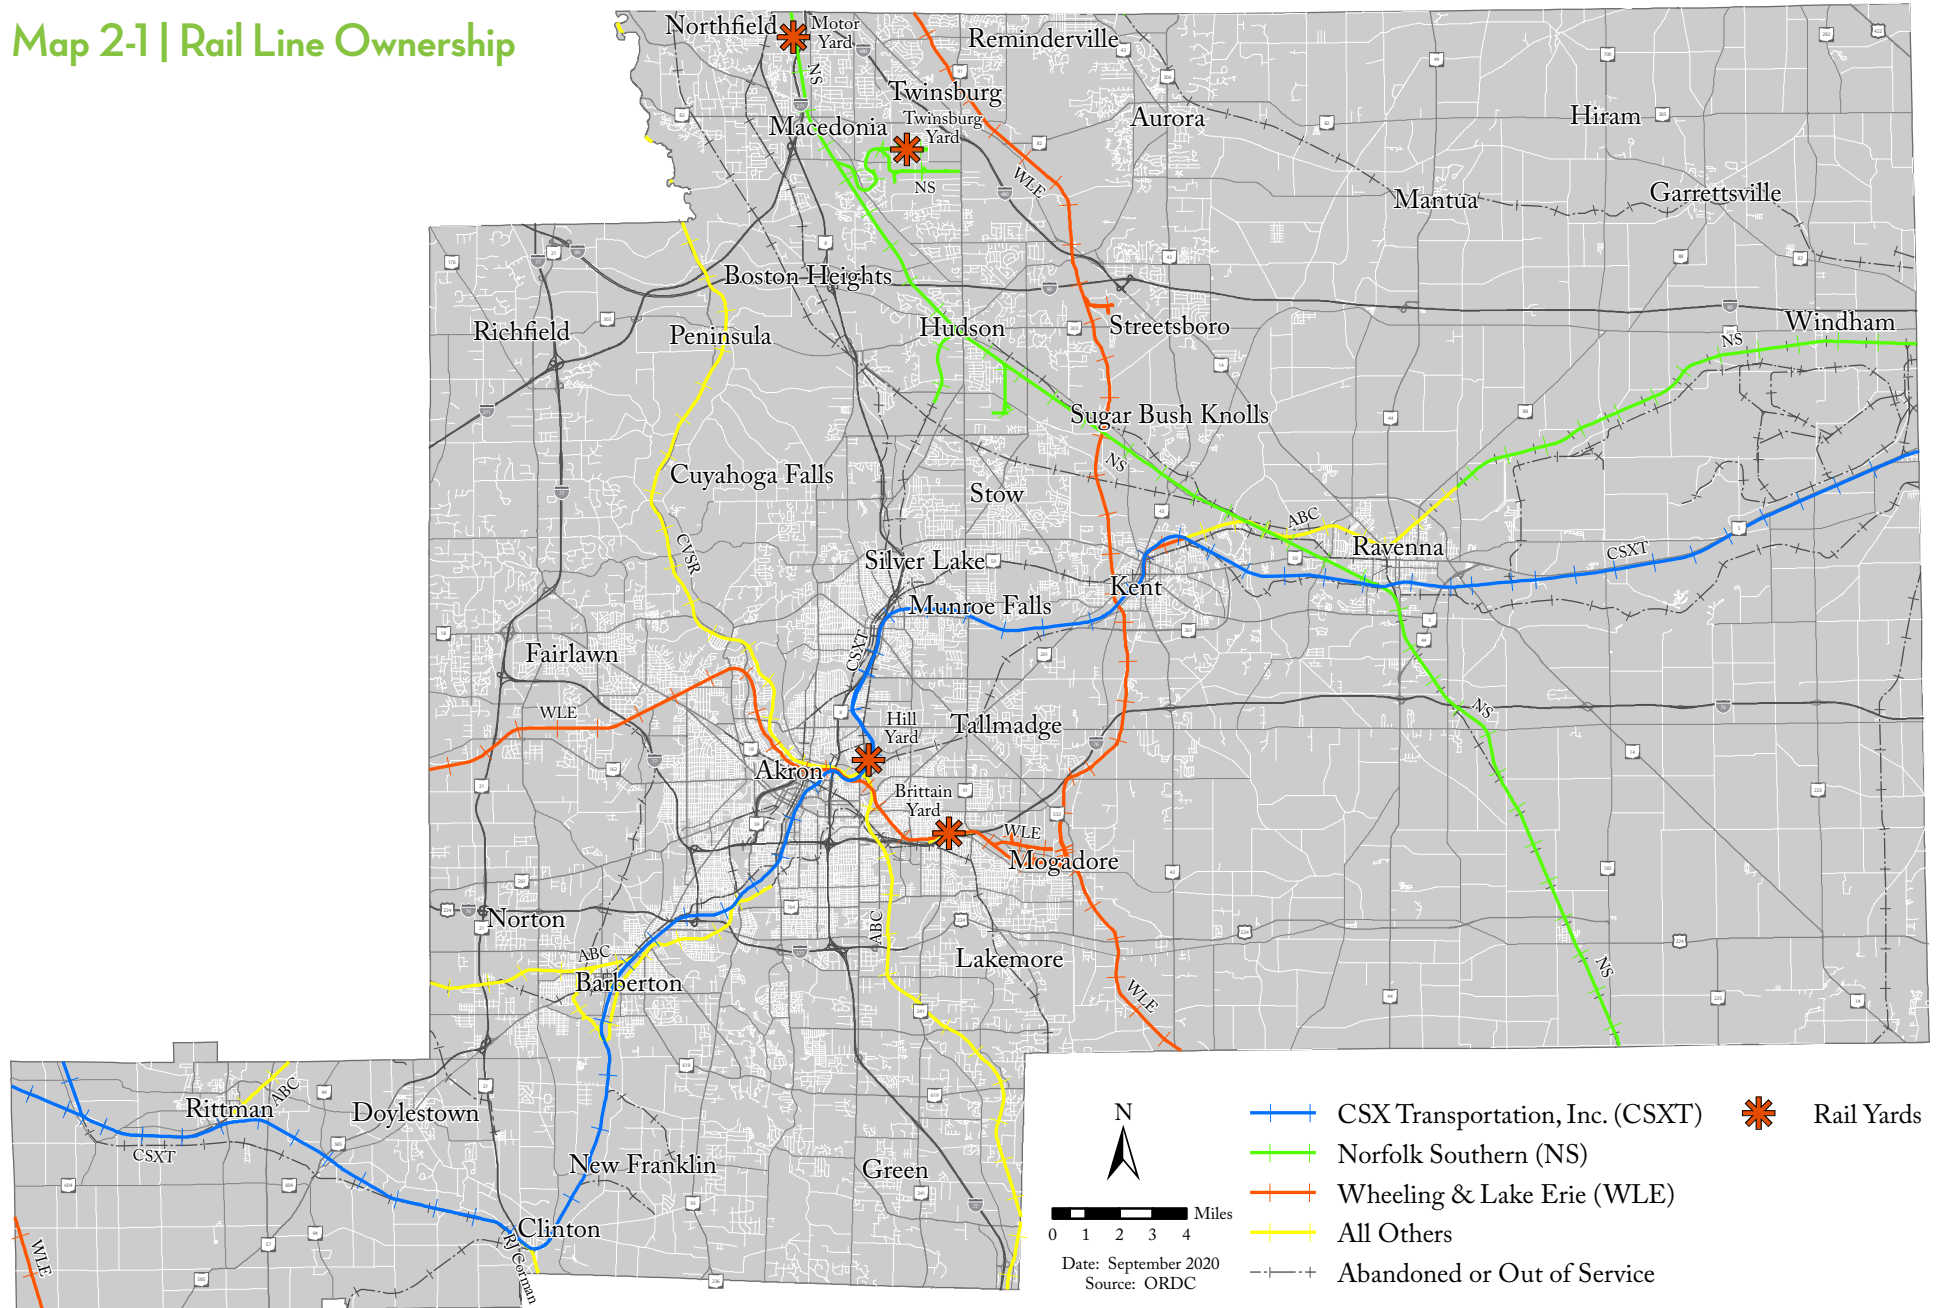 Map 2-1 | Rail Line Ownership
Northfield
Motor
Yard
Reminderville
NS
Twinsburg
Macedonia
Twinsburg
Yard
NS
WLE
Aurora
Hiram
Mantua
Garrettsville
Boston Heights
Richfield
Peninsula
Hudson
Streetsboro
Windham
NS
Sugar Bush Knolls
NS
Cuyahoga Falls
Stow
CVSR
ABC
Ravenna
CSXT
Silver Lake
Kent
Munroe Falls
CSXT
Fairlawn
WLE
Hill
Yard
Tallmadge
NS
Akron
Brittain
Yard
WLE
Mogadore
Norton
ABC
ABC
Lakemore
Barberton
WLE
NS
Rittman
ABC
Doylestown
CSXT
New Franklin
Green
Clinton
RJ Corman
WLE
N
0 1 2 3 4 Miles
Date: September 2020
Source: ORDC
CSX Transportation, Inc. (CSXT)
Norfolk Southern (NS)
Wheeling & Lake Erie (WLE)
All Others
Abandoned or Out of Service
Rail Yards